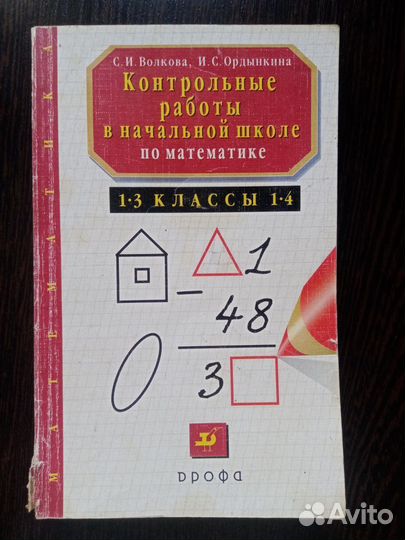 С. И. Волкова, И. С. Ордынкина
Контрольные
работы
в начальной школе
по математике
1·3 КЛАССЫ 1·4
МАТЕМАТИКА
△1
− 48
3□
дрофа
Avito